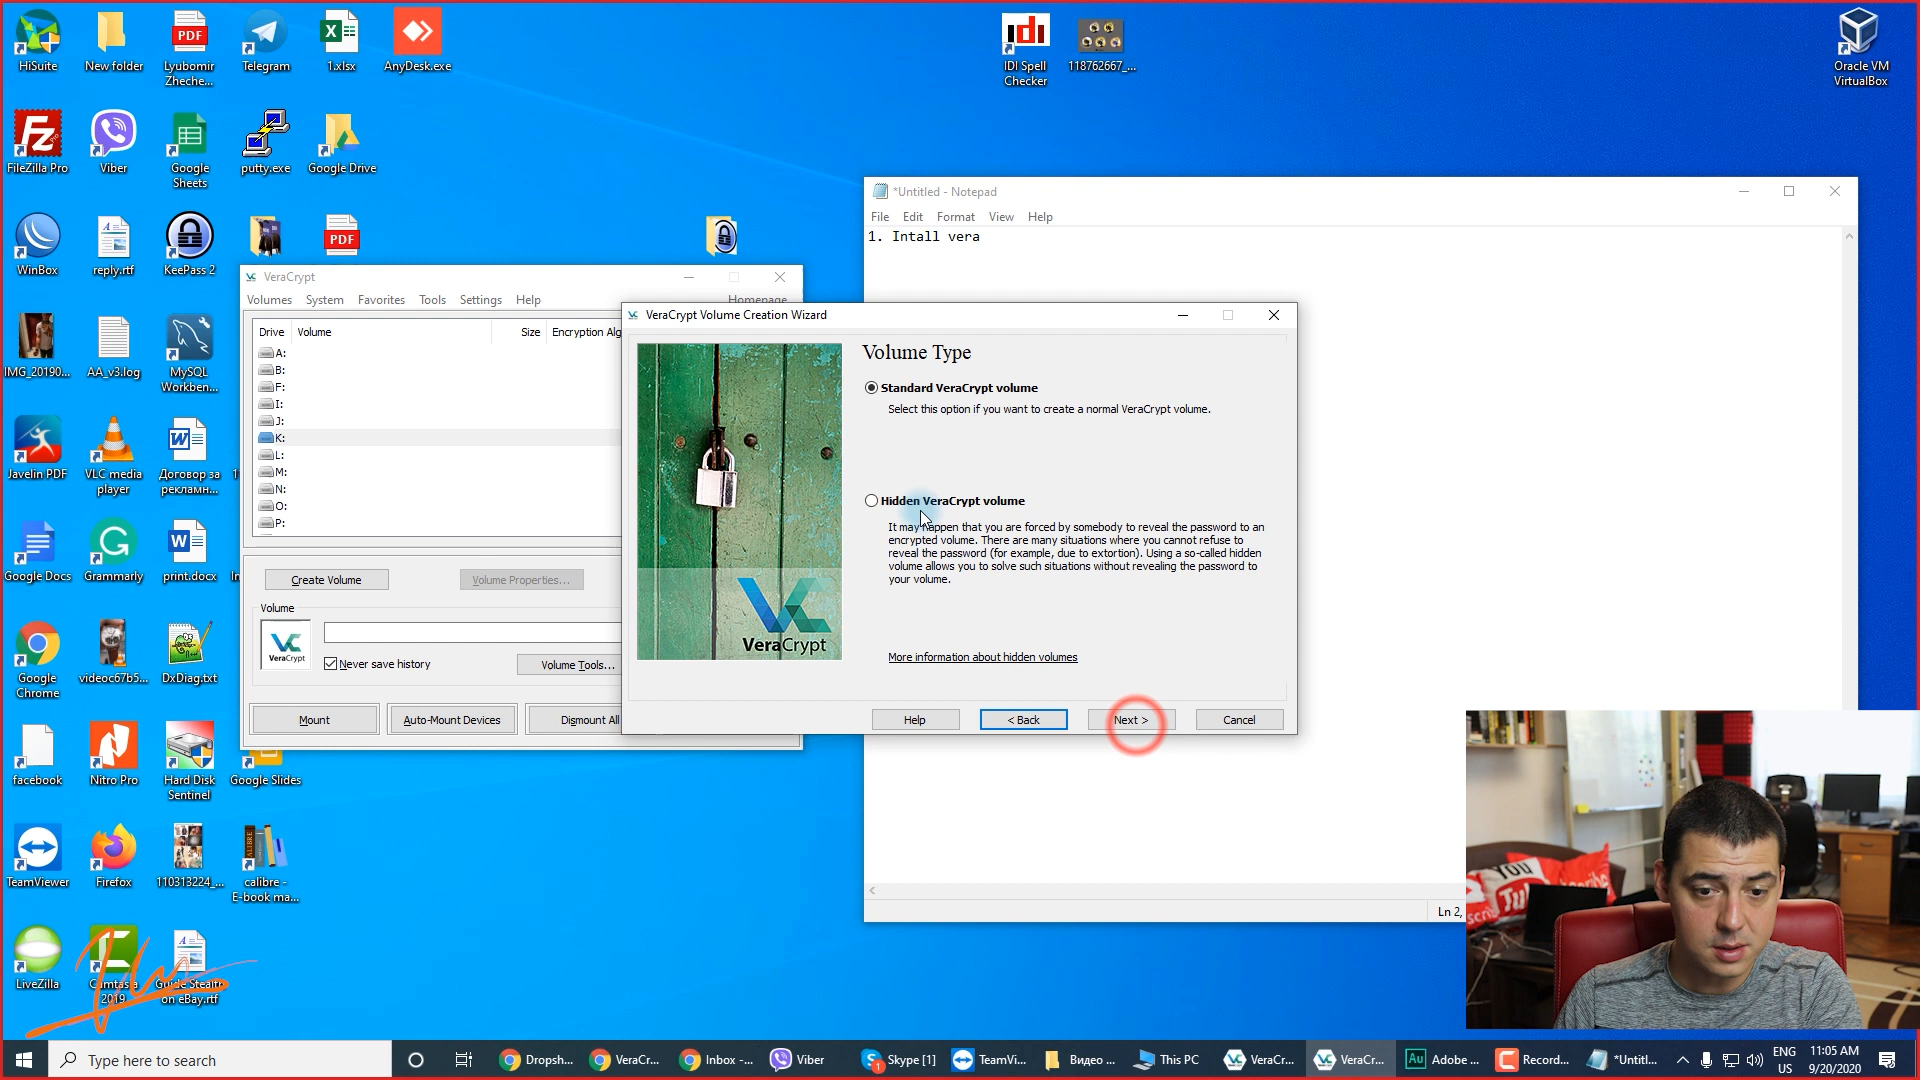 HiSuite
New folder
PDF
Lyubomir
Zheche...
Telegram
1.xlsx
AnyDesk.exe
IDI Spell
Checker
118762667_...
Oracle VM
VirtualBox
FileZilla Pro
Viber
Google
Sheets
putty.exe
Google Drive
WinBox
reply.rtf
KeePass 2
PDF
IMG_20190...
AA_v3.log
MySQL
Workben...
Javelin PDF
VLC media
player
Договор за
рекламн...
Google Docs
Grammarly
print.docx
Google
Chrome
videoc67b5...
DxDiag.txt
facebook
Nitro Pro
Hard Disk
Sentinel
Google Slides
TeamViewer
Firefox
110313224_...
calibre -
E-book ma...
LiveZilla
Camtasia
2019
Guide Stealth
on eBay.rtf
*Untitled - Notepad
File Edit Format View Help
1. Intall vera
Ln 2,
VeraCrypt
Volumes System Favorites Tools Settings Help
Homepage
Drive Volume Size Encryption Alg
A:
B:
F:
I:
J:
K:
L:
M:
N:
O:
P:
Create Volume
Volume Properties...
Volume
VeraCrypt
Never save history
Volume Tools...
Mount
Auto-Mount Devices
Dismount All
VeraCrypt Volume Creation Wizard
VeraCrypt
Volume Type
Standard VeraCrypt volume
Select this option if you want to create a normal VeraCrypt volume.
Hidden VeraCrypt volume
It may happen that you are forced by somebody to reveal the password to an
encrypted volume. There are many situations where you cannot refuse to
reveal the password (for example, due to extortion). Using a so-called hidden
volume allows you to solve such situations without revealing the password to
your volume.
More information about hidden volumes
Help
< Back
Next >
Cancel
You
Type here to search
Dropsh...
VeraCr...
Inbox -...
Viber
Skype [1]
TeamVi...
Видео ...
This PC
VeraCr...
VeraCr...
Adobe ...
Record...
*Untitl...
ENG
US
11:05 AM
9/20/2020